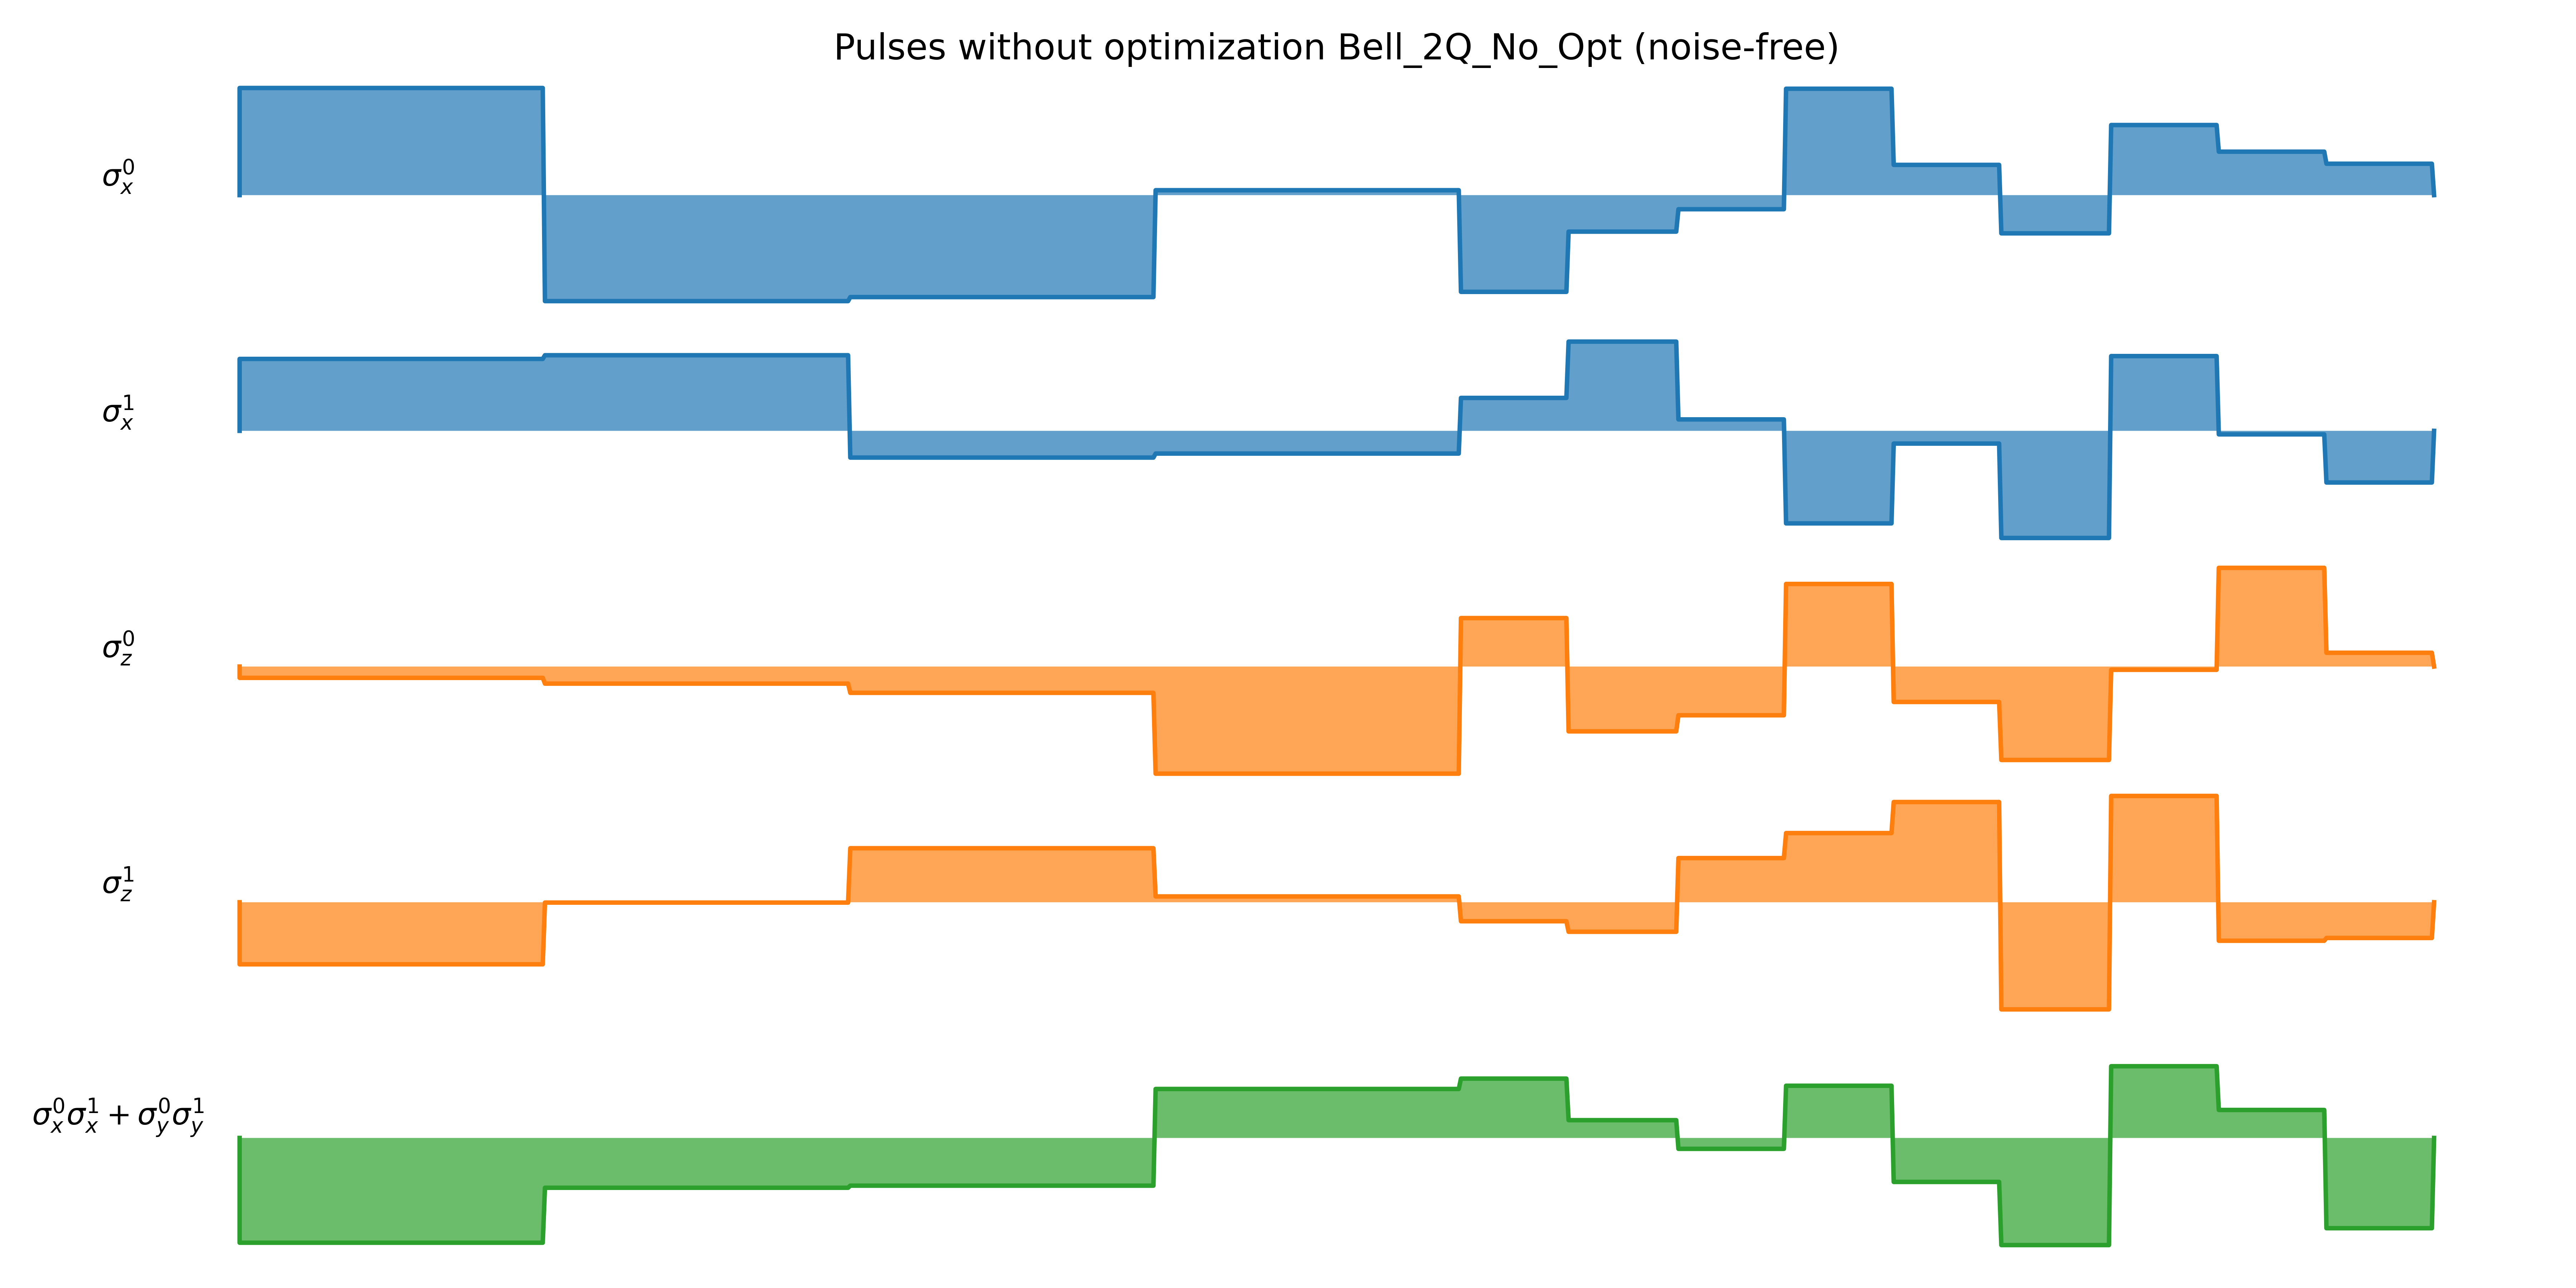 Pulses without optimization Bell_2Q_No_Opt (noise-free)
σ_x^0
σ_x^1
σ_z^0
σ_z^1
σ_x^0σ_x^1 + σ_y^0σ_y^1